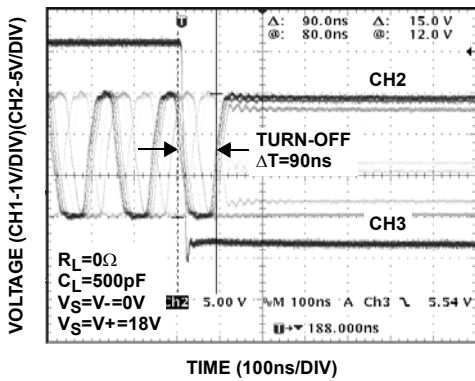 T
Δ: 90.0ns Δ: 15.0 V
@: 80.0ns @: 12.0 V
CH2
TURN-OFF
ΔT=90ns
CH3
RL=0Ω
CL=500pF
VS=V-=0V
VS=V+=18V
Ch2 5.00 V M 100ns A Ch3 5.54 V
T 188.000ns
VOLTAGE (CH1-1V/DIV)(CH2-5V/DIV)
TIME (100ns/DIV)